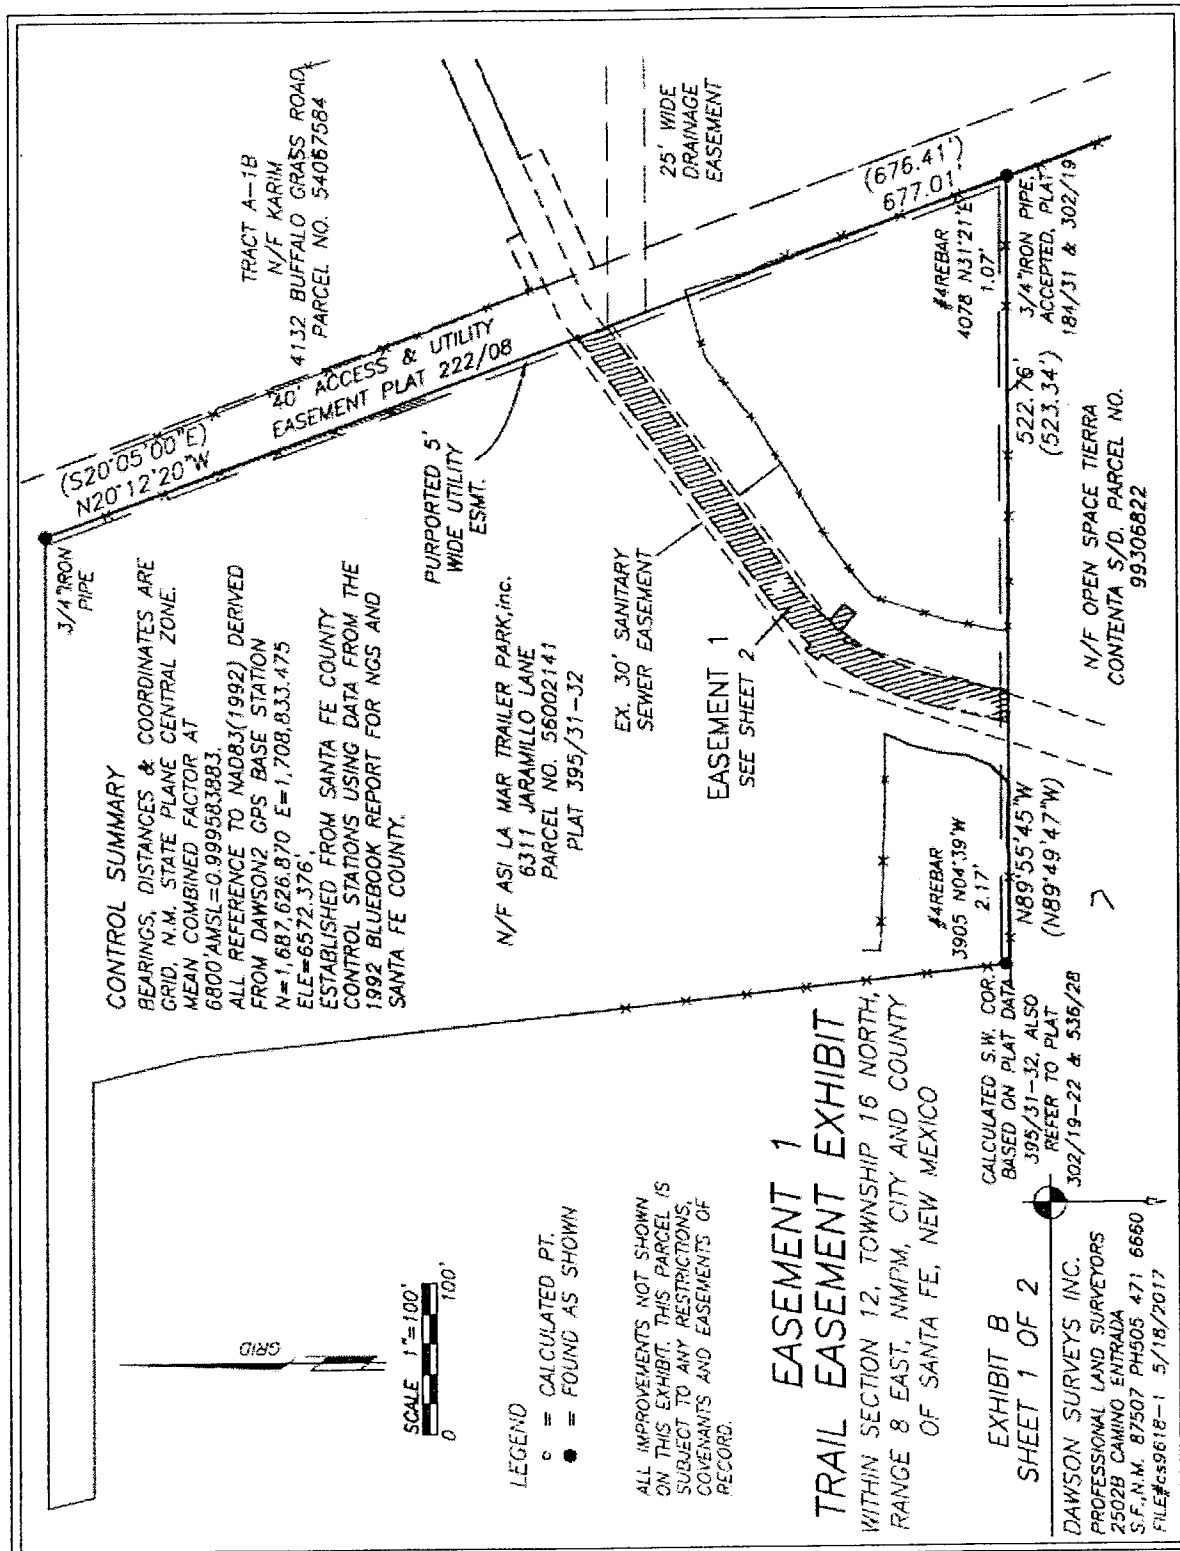 CONTROL SUMMARY
BEARINGS, DISTANCES & COORDINATES ARE
GRID, N.M. STATE PLANE CENTRAL ZONE.
MEAN COMBINED FACTOR AT
6800'AMSL=0.999583883.
ALL REFERENCE TO NAD83(1992) DERIVED
FROM DAWSON2 GPS BASE STATION
N=1,687,626.870 E=1,708,833.475
ELE=6572.376',
ESTABLISHED FROM SANTA FE COUNTY
CONTROL STATIONS USING DATA FROM THE
1992 BLUEBOOK REPORT FOR NGS AND
SANTA FE COUNTY.
3/4"IRON
PIPE
(S20°05'00"E)
N20°12'20"W
40' ACCESS & UTILITY
EASEMENT PLAT 222/08
TRACT A-1B
N/F KARIM
4132 BUFFALO GRASS ROAD
PARCEL NO. 54067584
PURPORTED 5'
WIDE UTILITY
ESMT.
25' WIDE
DRAINAGE
EASEMENT
(676.41')
677.01'
N/F ASI LA MAR TRAILER PARK,inc.
6311 JARAMILLO LANE
PARCEL NO. 56002141
PLAT 395/31-32
EX. 30' SANITARY
SEWER EASEMENT
EASEMENT 1
SEE SHEET 2
#4REBAR
4078 N31°21'E
1.07'
3/4"IRON PIPE,
ACCEPTED, PLAT
184/31 & 302/19
522.76'
(523.34')
N/F OPEN SPACE TIERRA
CONTENTA S/D. PARCEL NO.
99306822
#4REBAR
3905 N04°39'W
2.17'
N89°55'45"W
(N89°49'47"W)
CALCULATED S.W. COR.
BASED ON PLAT DATA
395/31-32, ALSO
REFER TO PLAT
302/19-22 & 536/28
GRID
SCALE 1"=100'
0 100'
LEGEND
○ = CALCULATED PT.
● = FOUND AS SHOWN
ALL IMPROVEMENTS NOT SHOWN
ON THIS EXHIBIT. THIS PARCEL IS
SUBJECT TO ANY RESTRICTIONS,
COVENANTS AND EASEMENTS OF
RECORD.
EASEMENT 1
TRAIL EASEMENT EXHIBIT
WITHIN SECTION 12, TOWNSHIP 16 NORTH,
RANGE 8 EAST, NMPM, CITY AND COUNTY
OF SANTA FE, NEW MEXICO
EXHIBIT B
SHEET 1 OF 2
DAWSON SURVEYS INC.
PROFESSIONAL LAND SURVEYORS
2502B CAMINO ENTRADA
S.F.,N.M. 87507 PH505 471 6660
FILE#cs9618-1 5/18/2017